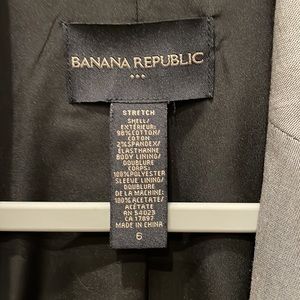 BANANA REPUBLIC
STRETCH
SHELL/
EXTÉRIEUR:
98%COTTON/
COTON
2%SPANDEX/
ÉLASTHANNE
BODY LINING/
DOUBLURE
CORPS:
100%POLYESTER
SLEEVE LINING/
DOUBLURE
DE LA MACHINE:
100%ACETATE/
ACÉTATE
RN 54023
CA 17897
MADE IN CHINA
6